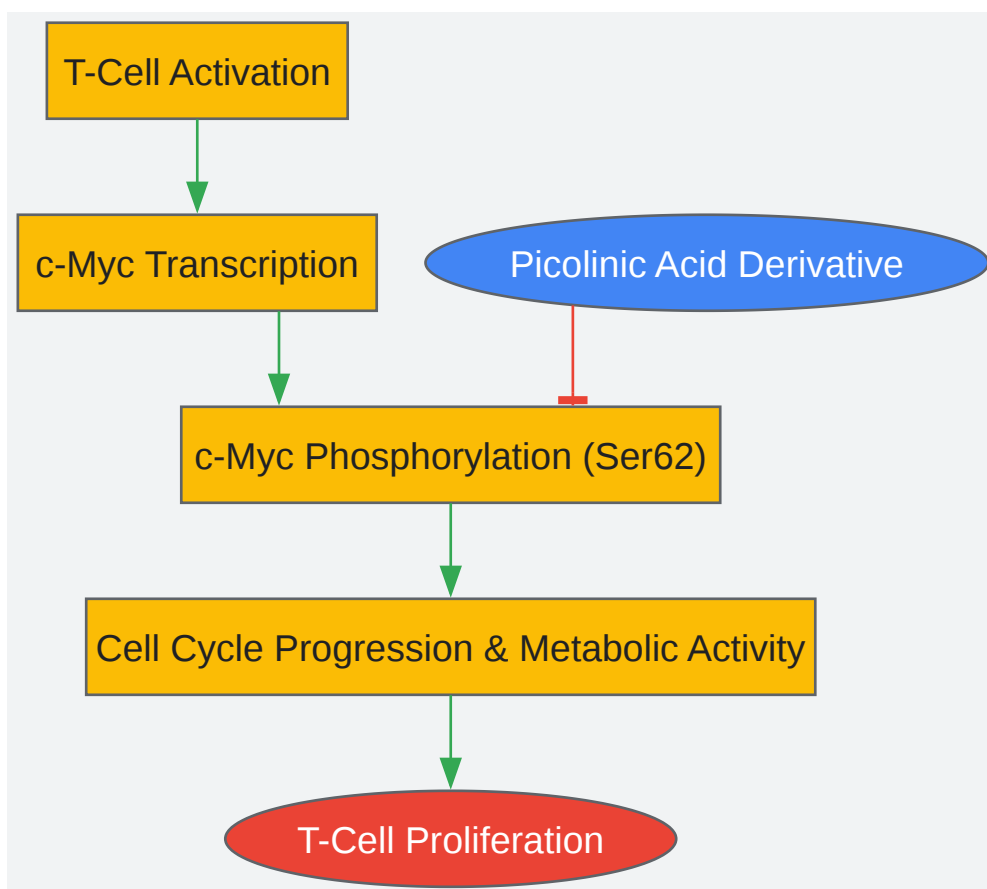 T-Cell Activation
c-Myc Transcription
Picolinic Acid Derivative
c-Myc Phosphorylation (Ser62)
Cell Cycle Progression & Metabolic Activity
T-Cell Proliferation